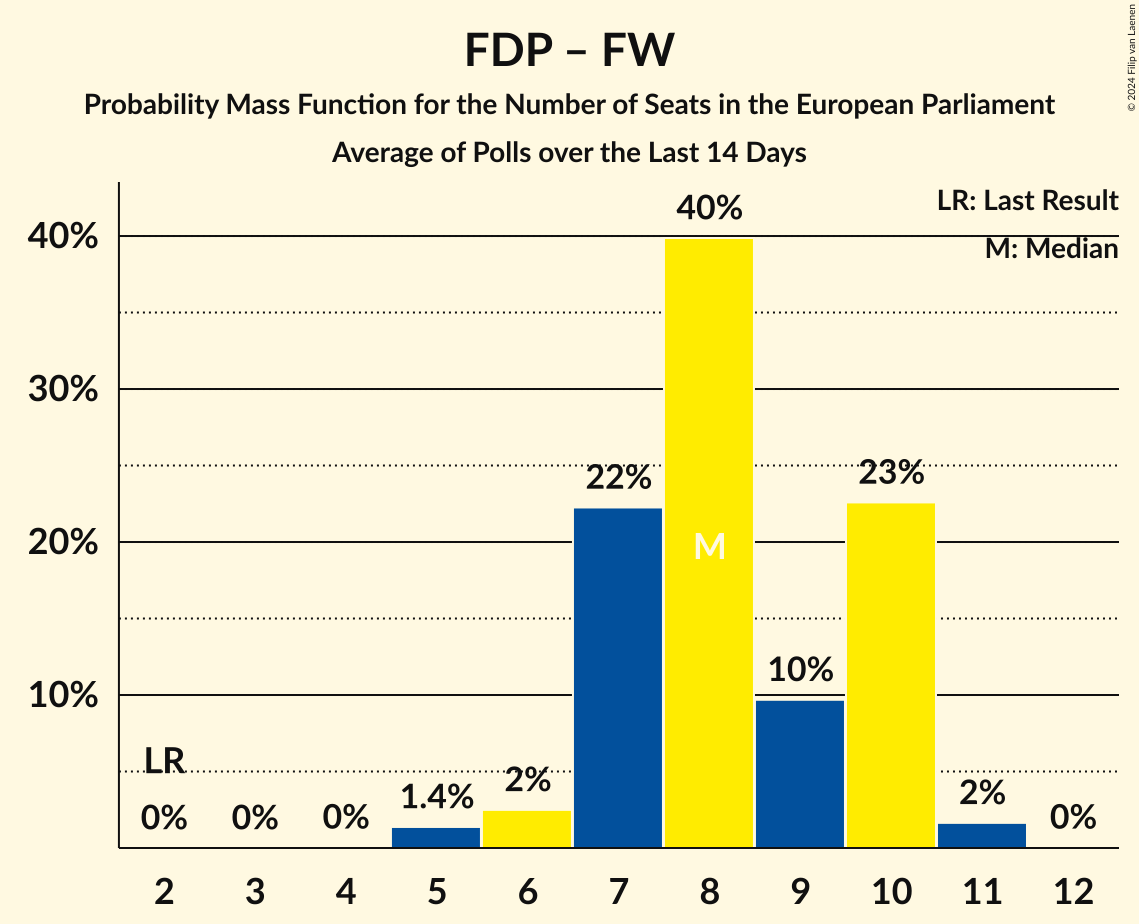 FDP – FW
Probability Mass Function for the Number of Seats in the European Parliament
Average of Polls over the Last 14 Days
© 2024 Filip van Laenen
LR: Last Result
M: Median
40%
30%
20%
10%
LR
0%
0%
0%
1.4%
2%
22%
40%
M
10%
23%
2%
0%
2 3 4 5 6 7 8 9 10 11 12